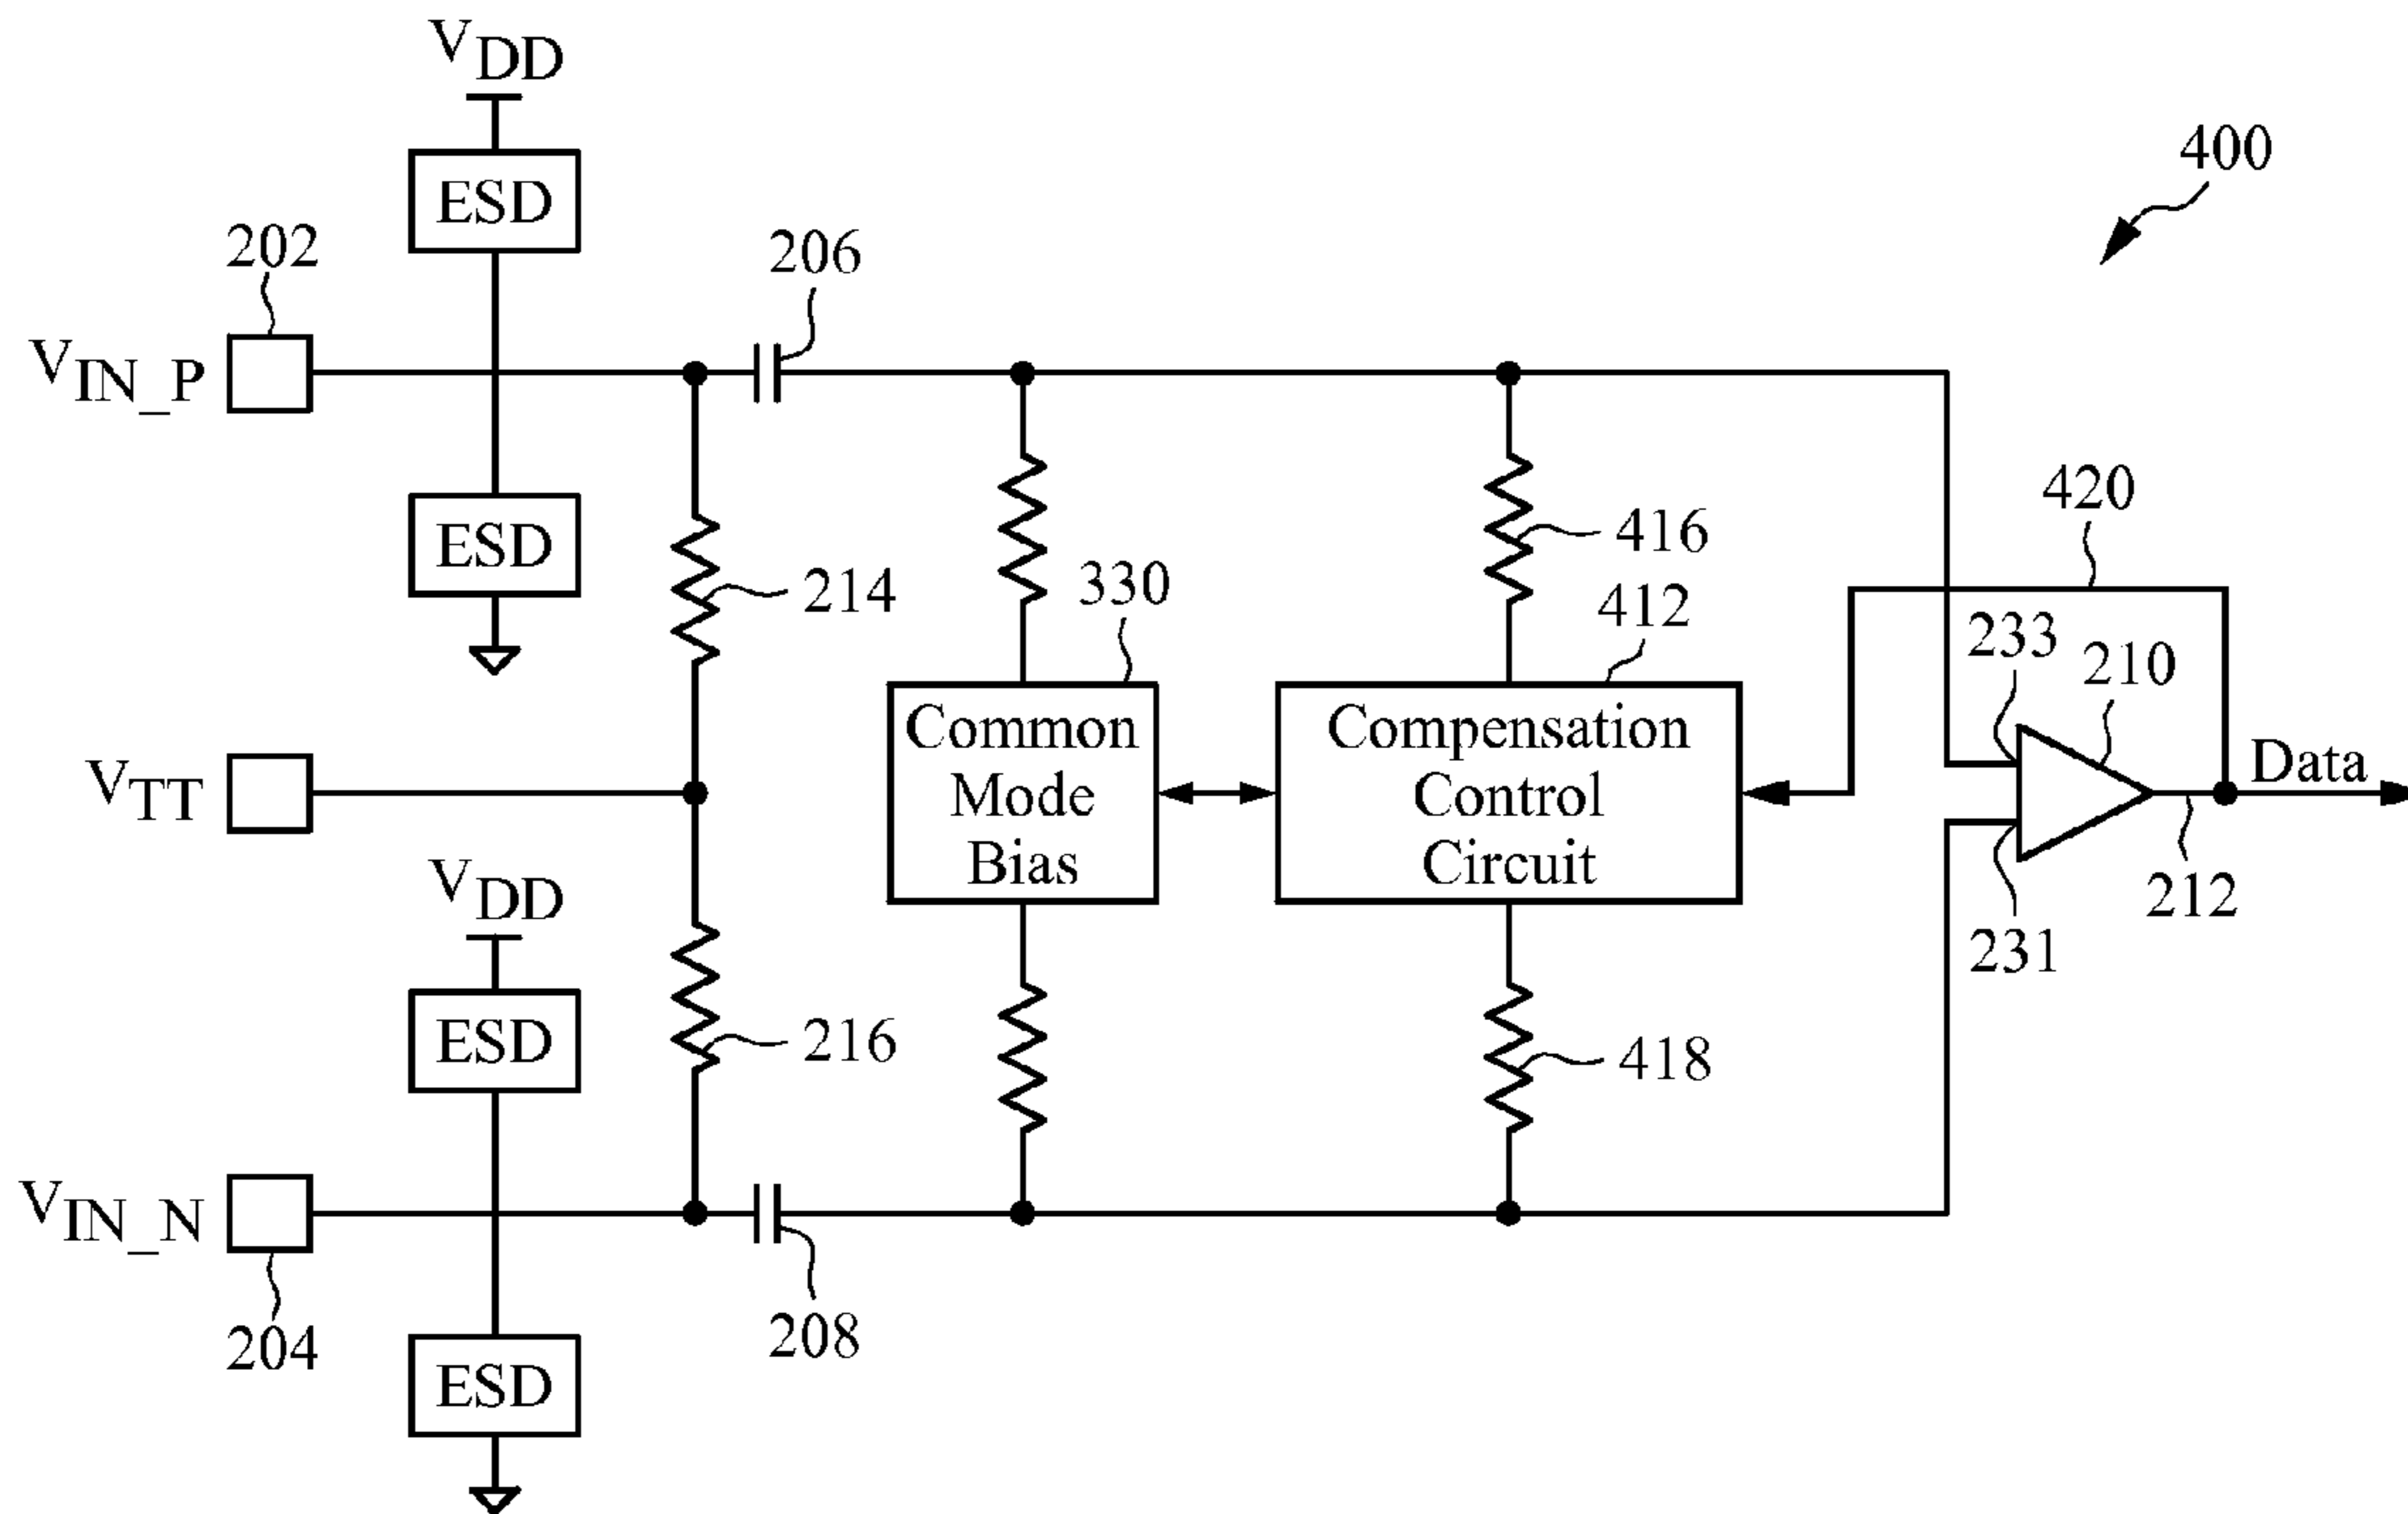 VDD
400
ESD
202
206
VIN_P
420
ESD
416
214
330
412
233
210
Common
Mode
Bias
Compensation
Control
Circuit
VTT
Data
VDD
212
231
ESD
216
418
VIN_N
204
208
ESD